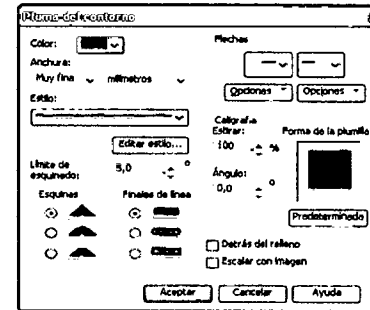 Pluma del contorno
Color:
Anchura:
Muy fina milímetros
Estilo:
Editar estilo...
Límite de esquinedo: 5,0 °
Esquinas Finales de línea
Flechas
Opciones Opciones
Caligrafía
Estirar: Forma de la plumilla
100 %
Ángulo:
0,0 °
Predeterminado
Detrás del relleno
Escalar con imagen
Aceptar Cancelar Ayuda